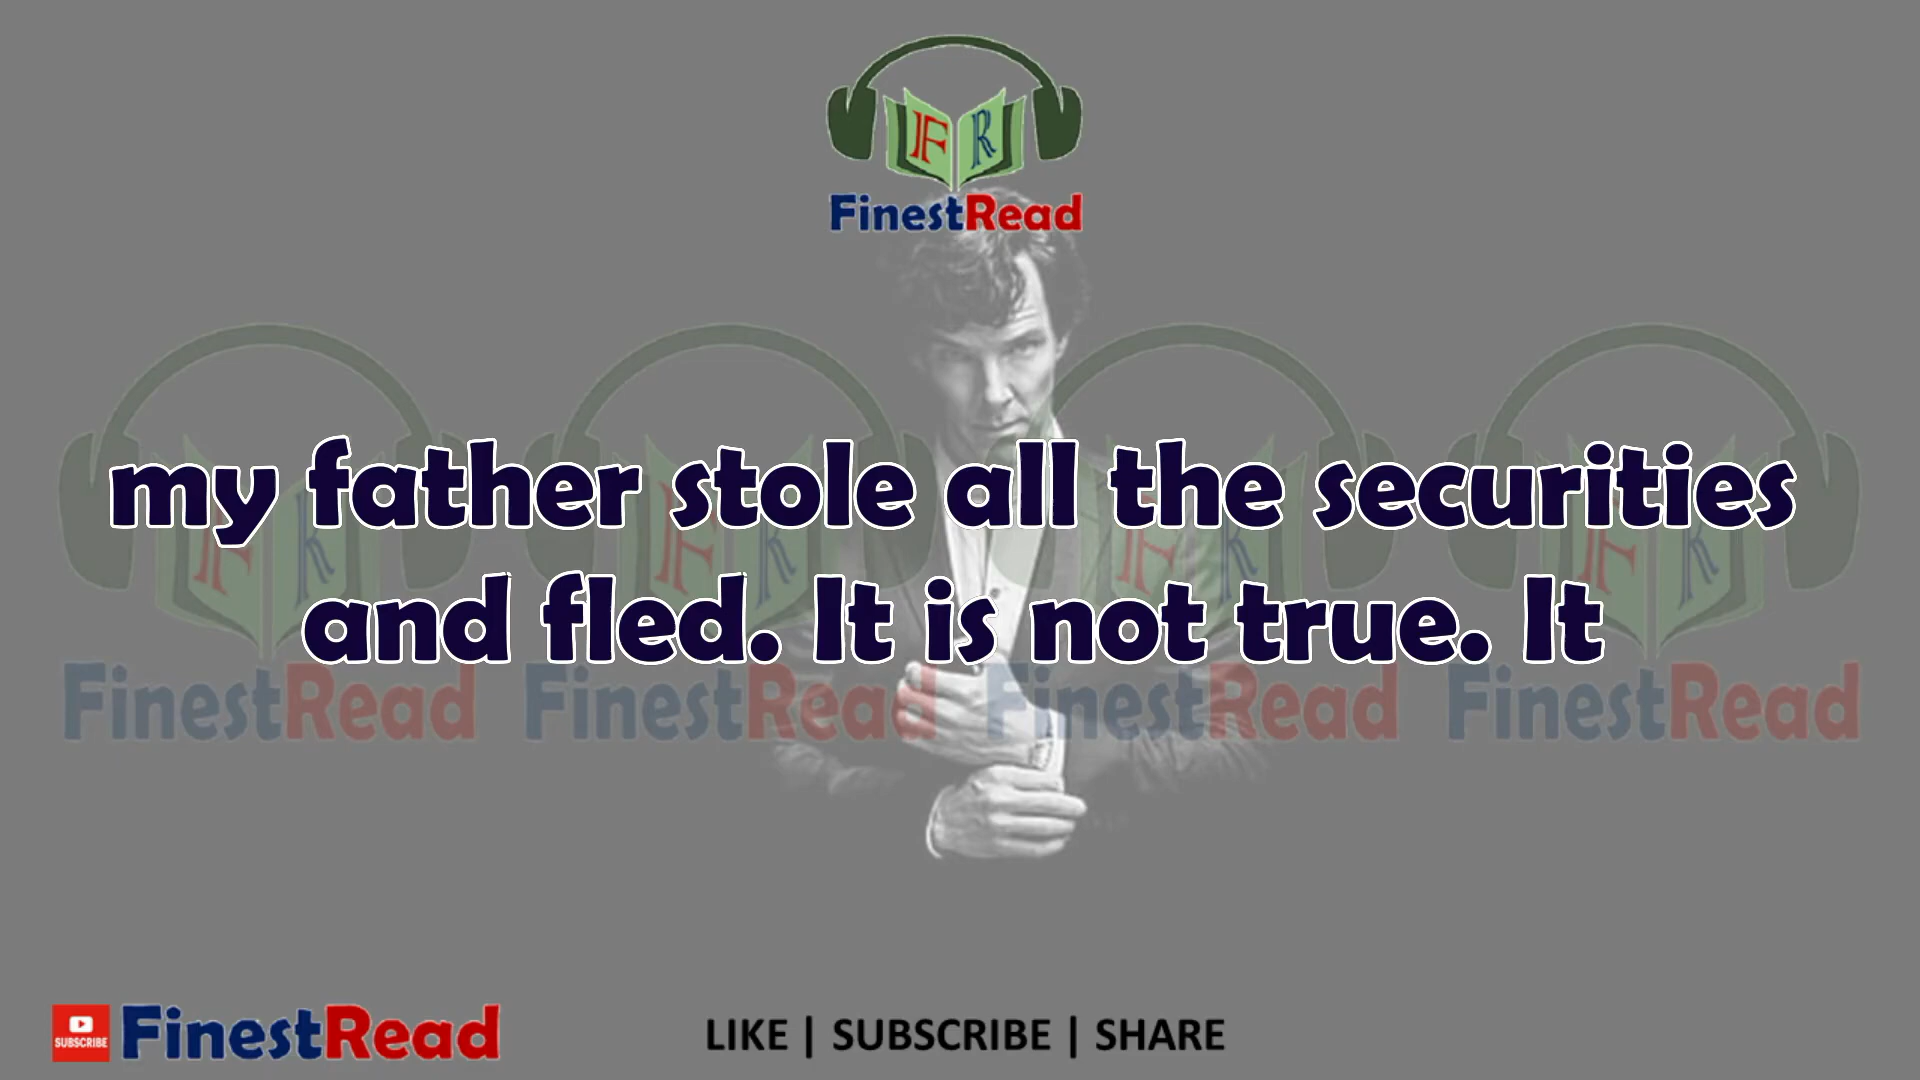 F R
FinestRead
my father stole all the securities
and fled. It is not true. It
F R F R F R F R
FinestRead FinestRead FinestRead FinestRead
SUBSCRIBE FinestRead LIKE | SUBSCRIBE | SHARE